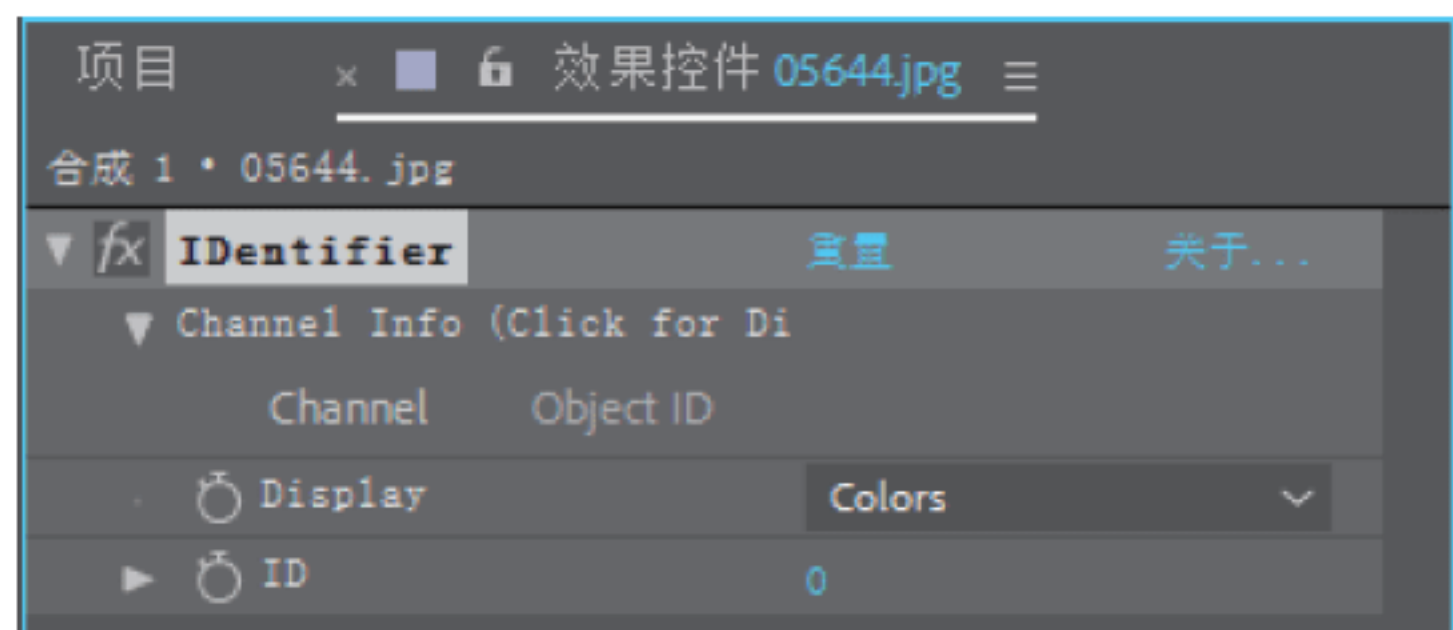 项目 × 效果控件 05644.jpg ≡
合成 1 • 05644.jpg
fx IDentifier 重置 关于...
Channel Info (Click for Di
Channel Object ID
Display Colors
ID 0